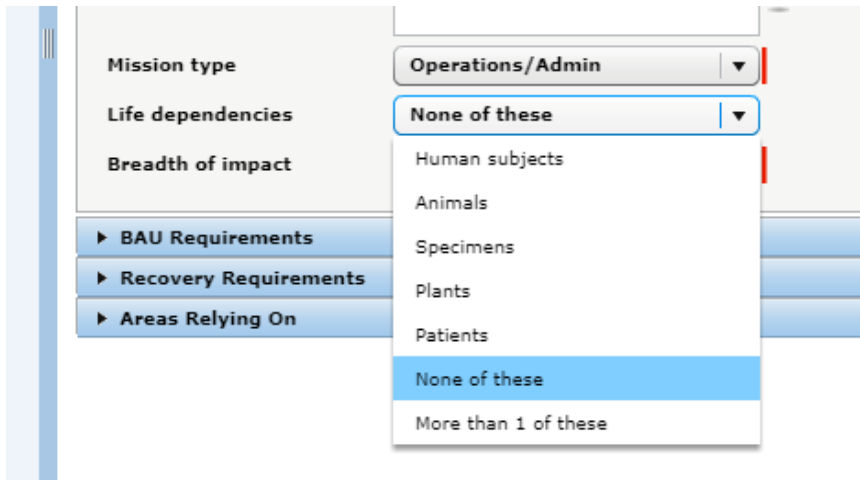 Mission type
Operations/Admin
Life dependencies
None of these
Breadth of impact
Human subjects
Animals
Specimens
Plants
Patients
None of these
More than 1 of these
BAU Requirements
Recovery Requirements
Areas Relying On